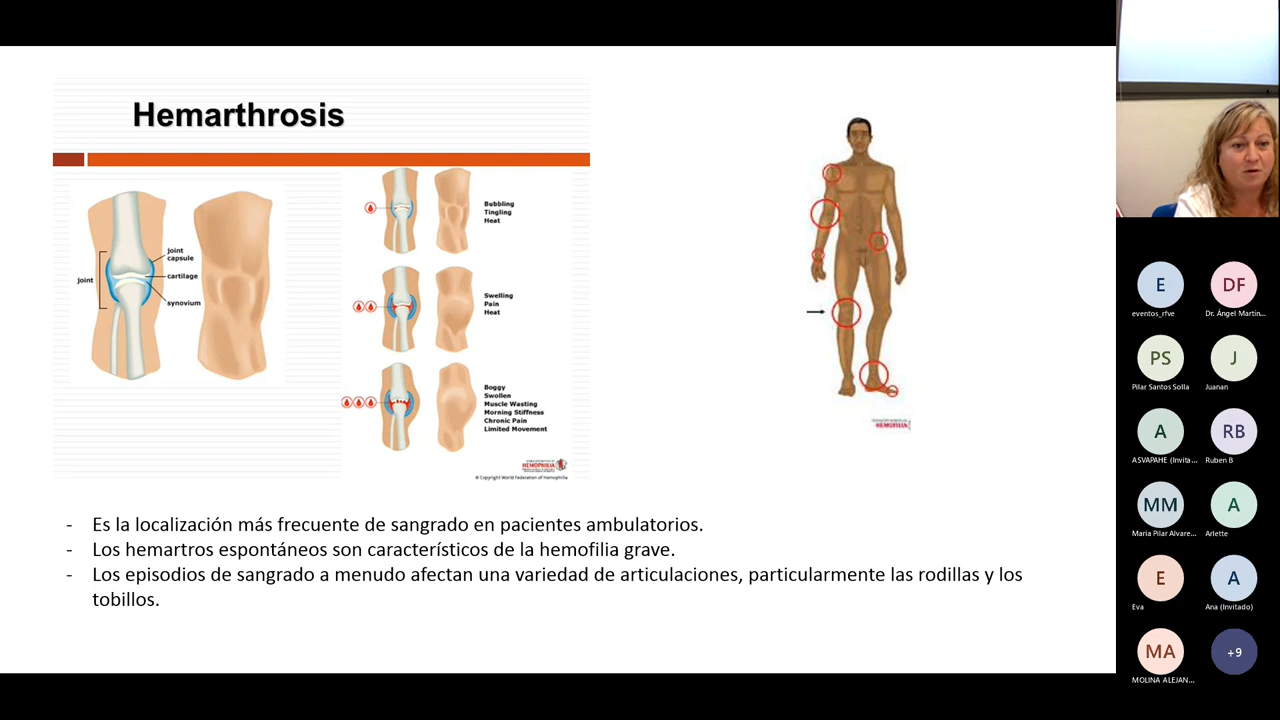 Hemarthrosis
joint
capsule
cartilage
joint
synovium
Bubbling
Tingling
Heat
Swelling
Pain
Heat
Boggy
Swollen
Muscle Wasting
Morning Stiffness
Chronic Pain
Limited Movement
HEMOPHILIA
© Copyright World Federation of Hemophilia
HEMOFILIA
- Es la localización más frecuente de sangrado en pacientes ambulatorios.
- Los hemartros espontáneos son característicos de la hemofilia grave.
- Los episodios de sangrado a menudo afectan una variedad de articulaciones, particularmente las rodillas y los
tobillos.
E
DF
eventos_rfve
Dr. Ángel Martín...
PS
J
Pilar Santos Solla
Juanan
A
RB
ASVAPAHE (Invita...
Ruben B
MM
A
Maria Pilar Alvare...
Arlette
E
A
Eva
Ana (Invitado)
MA
+9
MOLINA ALEJAN...